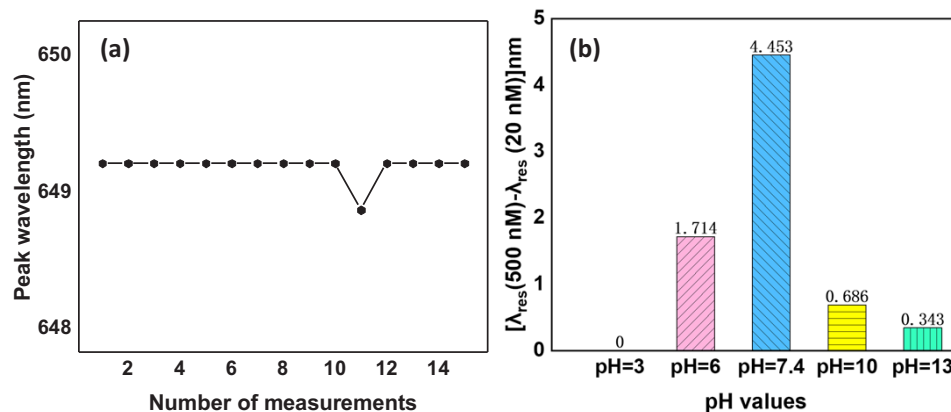 (a)
Peak wavelength (nm)
650
649
648
2 4 6 8 10 12 14
Number of measurements
(b)
[λres(500 nM)-λres (20 nM)]nm
5
4
3
2
1
0
0
1.714
4.453
0.686
0.343
pH=3 pH=6 pH=7.4 pH=10 pH=13
pH values